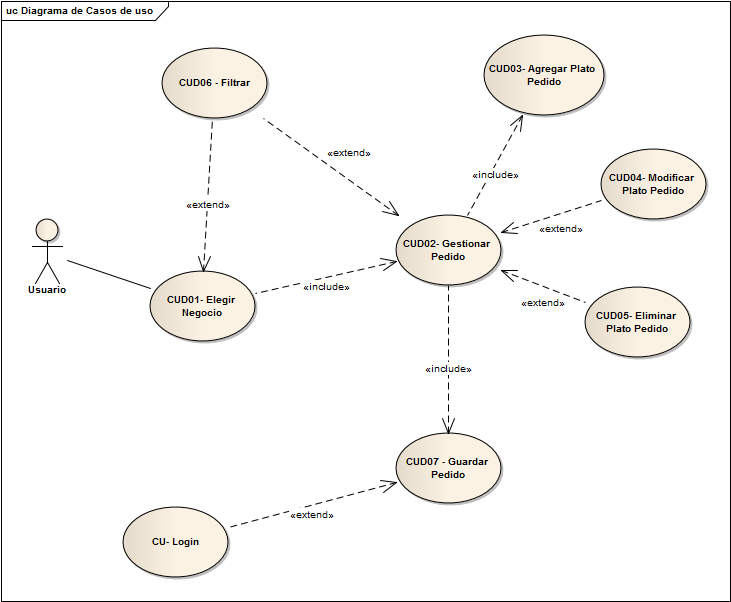 uc Diagrama de Casos de uso
CUD06 - Filtrar
CUD03- Agregar Plato
Pedido
«extend»
«include»
CUD04- Modificar
Plato Pedido
«extend»
«extend»
CUD02- Gestionar
Pedido
Usuario
CUD01- Elegir
Negocio
«include»
«extend»
CUD05- Eliminar
Plato Pedido
«include»
CUD07 - Guardar
Pedido
«extend»
CU- Login